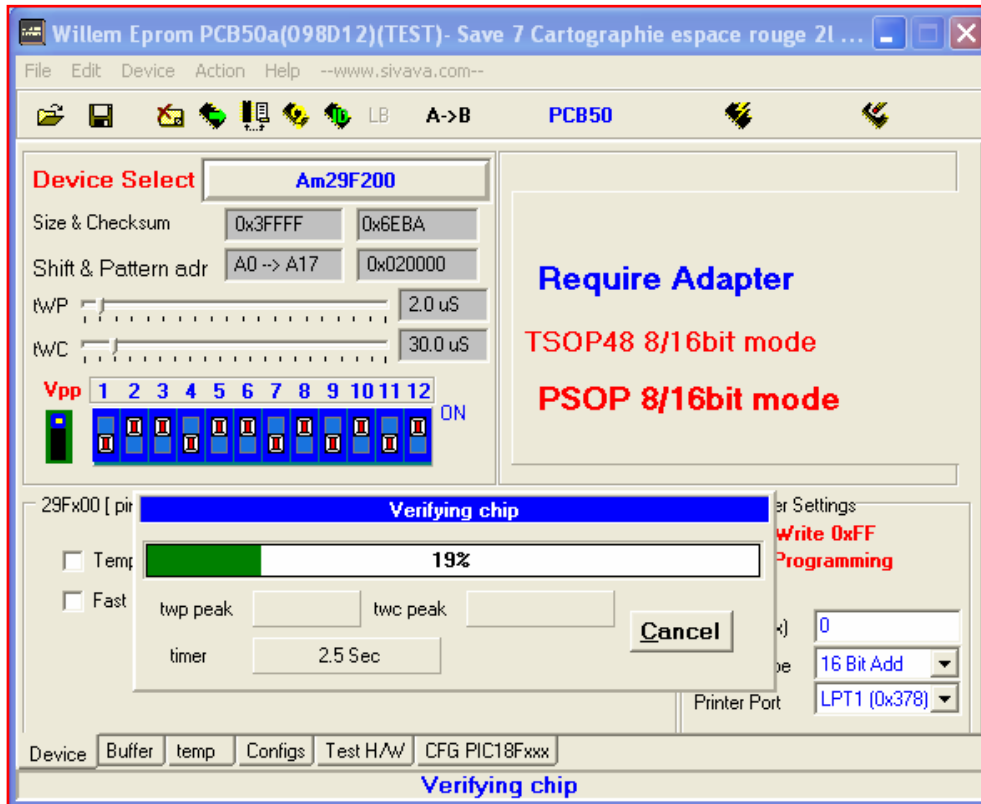 Willem Eprom PCB50a(098D12)(TEST)- Save 7 Cartographie espace rouge 2l ...
File Edit Device Action Help --www.sivava.com--
LB A->B PCB50
Device Select Am29F200
Size & Checksum 0x3FFFF 0x6EBA
Shift & Pattern adr A0 --> A17 0x020000
tWP 2.0 uS
tWC 30.0 uS
Vpp 1 2 3 4 5 6 7 8 9 10 11 12
ON
Require Adapter
TSOP48 8/16bit mode
PSOP 8/16bit mode
29Fx00 [ pin
Temp
Fast
Verifying chip
19%
twp peak twc peak
Cancel
timer 2.5 Sec
er Settings
Write 0xFF
Programming
x) 0
pe 16 Bit Add
Printer Port LPT1 (0x378)
Device Buffer temp Configs Test H/W CFG PIC18Fxxx
Verifying chip